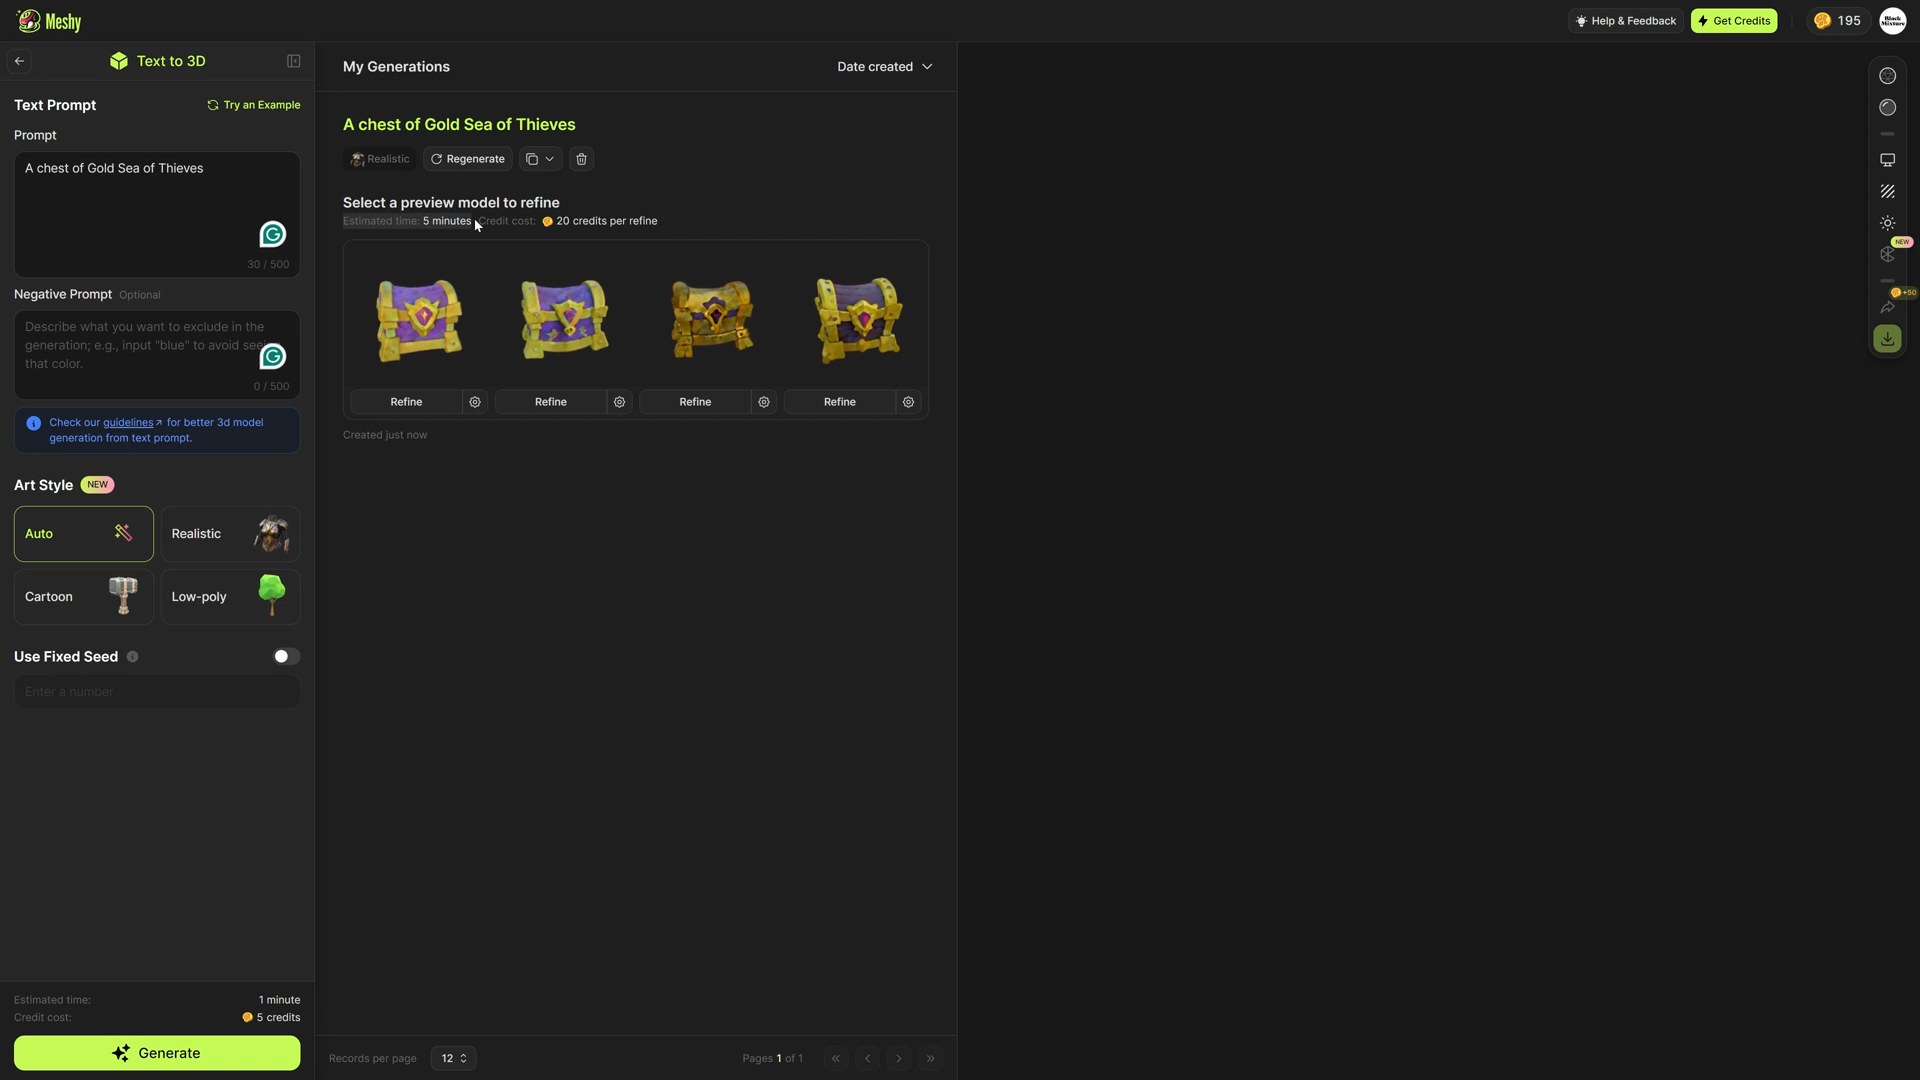 Meshy
Help & Feedback
Get Credits
195
Black Mixture
Text to 3D
Text Prompt
Try an Example
Prompt
A chest of Gold Sea of Thieves
30 / 500
Negative Prompt Optional
Describe what you want to exclude in the
generation; e.g., input "blue" to avoid see
that color.
0 / 500
Check our guidelines for better 3d model
generation from text prompt.
Art Style NEW
Auto
Realistic
Cartoon
Low-poly
Use Fixed Seed
Enter a number
Estimated time: 1 minute
Credit cost: 5 credits
Generate
My Generations
Date created
A chest of Gold Sea of Thieves
Realistic
Regenerate
Select a preview model to refine
Estimated time: 5 minutes Credit cost: 20 credits per refine
Refine
Refine
Refine
Refine
Created just now
Records per page 12
Pages 1 of 1
NEW
+50